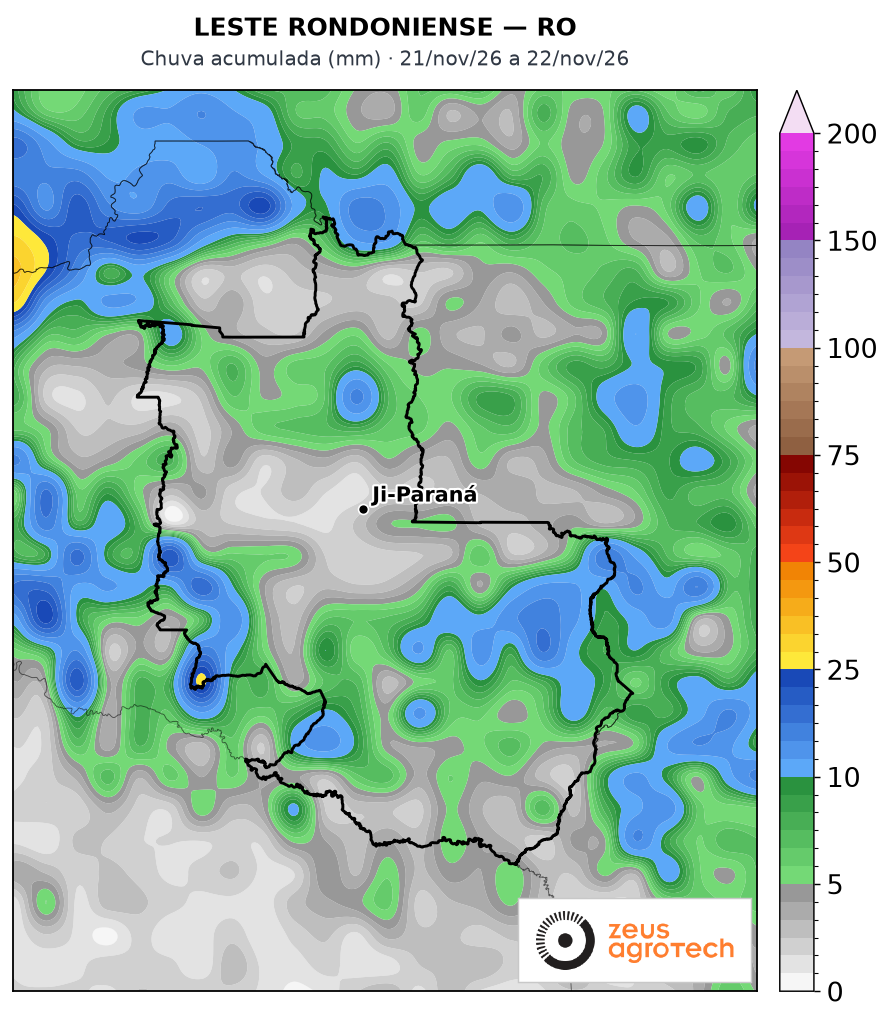 LESTE RONDONIENSE — RO
Chuva acumulada (mm) · 21/nov/26 a 22/nov/26
200
150
100
75
50
25
10
5
0
Ji-Paraná
zeus
agrotech